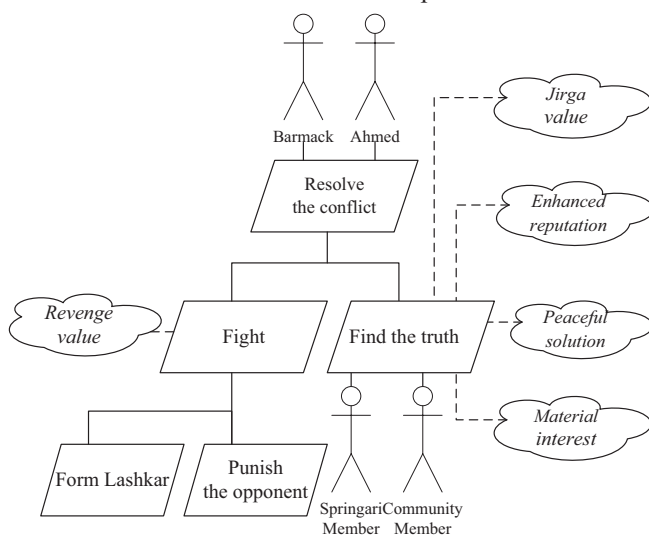 Barmack
Ahmed
Jirga
value
Resolve
the conflict
Enhanced
reputation
Revenge
value
Fight
Find the truth
Peaceful
solution
Form Lashkar
Punish
the opponent
Material
interest
Springari
Member
Community
Member